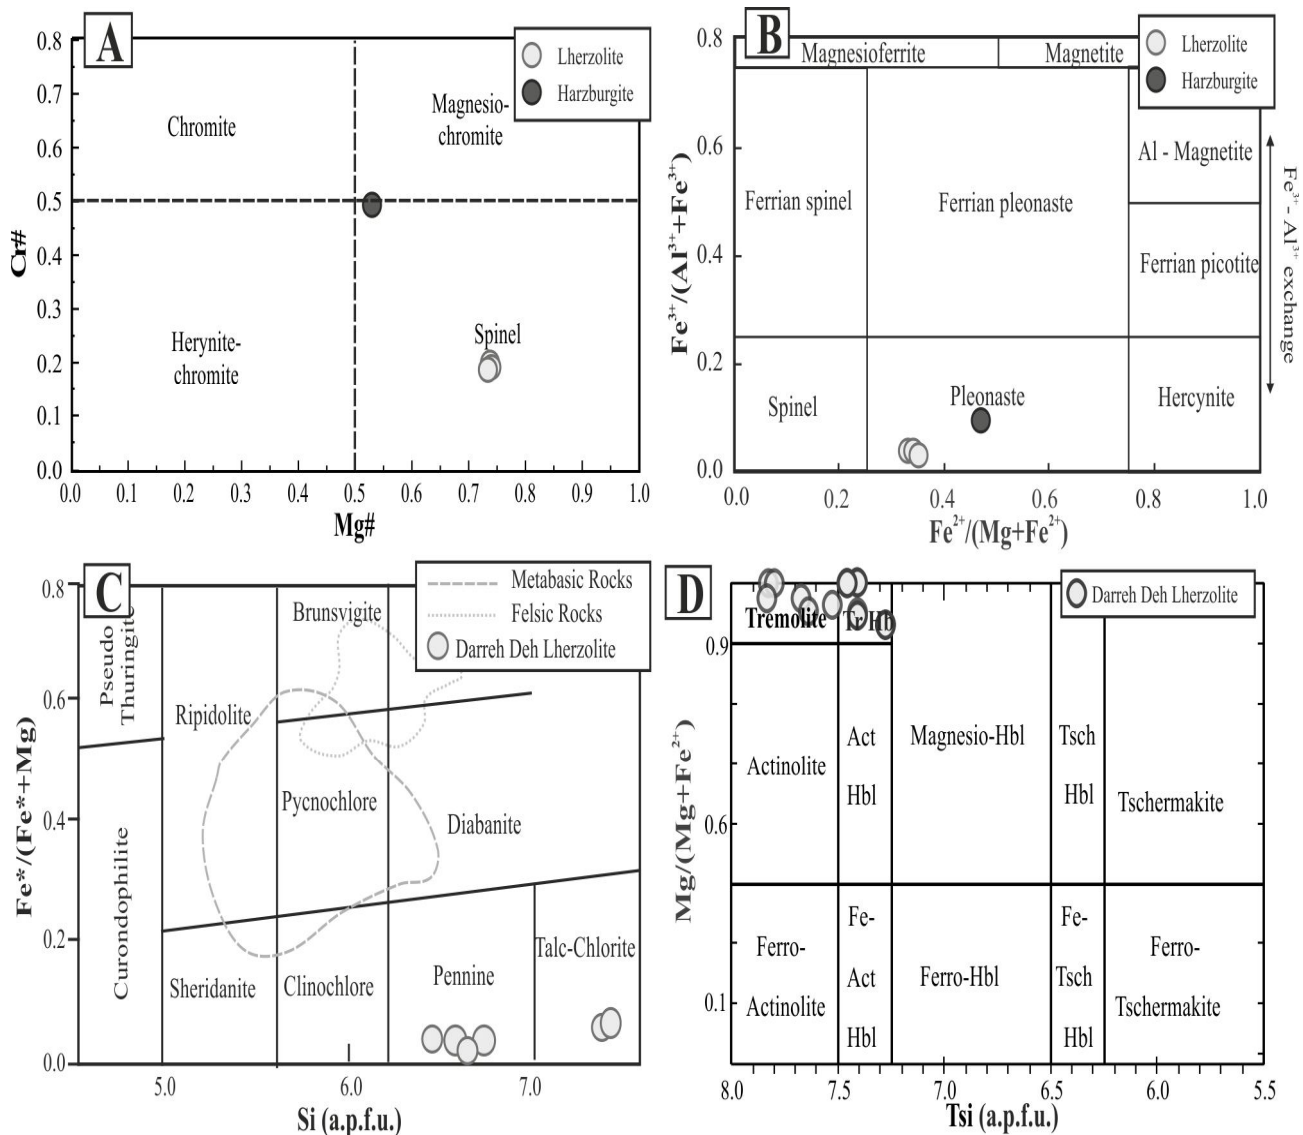 A
Lherzolite
Harzburgite
Chromite
Magnesio-
chromite
Herynite-
chromite
Spinel
Cr#
0.8
0.7
0.6
0.5
0.4
0.3
0.2
0.1
0.0
0.0 0.1 0.2 0.3 0.4 0.5 0.6 0.7 0.8 0.9 1.0
Mg#
B
Lherzolite
Harzburgite
Magnesioferrite
Magnetite
Al - Magnetite
Ferrian spinel
Ferrian pleonaste
Ferrian picotite
Spinel
Pleonaste
Hercynite
Fe³⁺- Al³⁺ exchange
Fe³⁺/(Al³⁺+Fe³⁺)
0.8
0.6
0.4
0.2
0.0
0.0 0.2 0.4 0.6 0.8 1.0
Fe²⁺/(Mg+Fe²⁺)
C
Metabasic Rocks
Felsic Rocks
Darreh Deh Lherzolite
Pseudo
Thuringite
Brunsvigite
Ripidolite
Pycnochlore
Diabanite
Curondophilite
Sheridanite
Clinochlore
Pennine
Talc-Chlorite
Fe*/(Fe*+Mg)
0.8
0.6
0.4
0.2
0.0
5.0 6.0 7.0
Si (a.p.f.u.)
D
Darreh Deh Lherzolite
Tremolite
Tr Hb
Actinolite
Act
Hbl
Magnesio-Hbl
Tsch
Hbl
Tschermakite
Ferro-
Actinolite
Fe-
Act
Hbl
Ferro-Hbl
Fe-
Tsch
Hbl
Ferro-
Tschermakite
Mg/(Mg+Fe²⁺)
0.9
0.6
0.1
8.0 7.5 7.0 6.5 6.0 5.5
Tsi (a.p.f.u.)